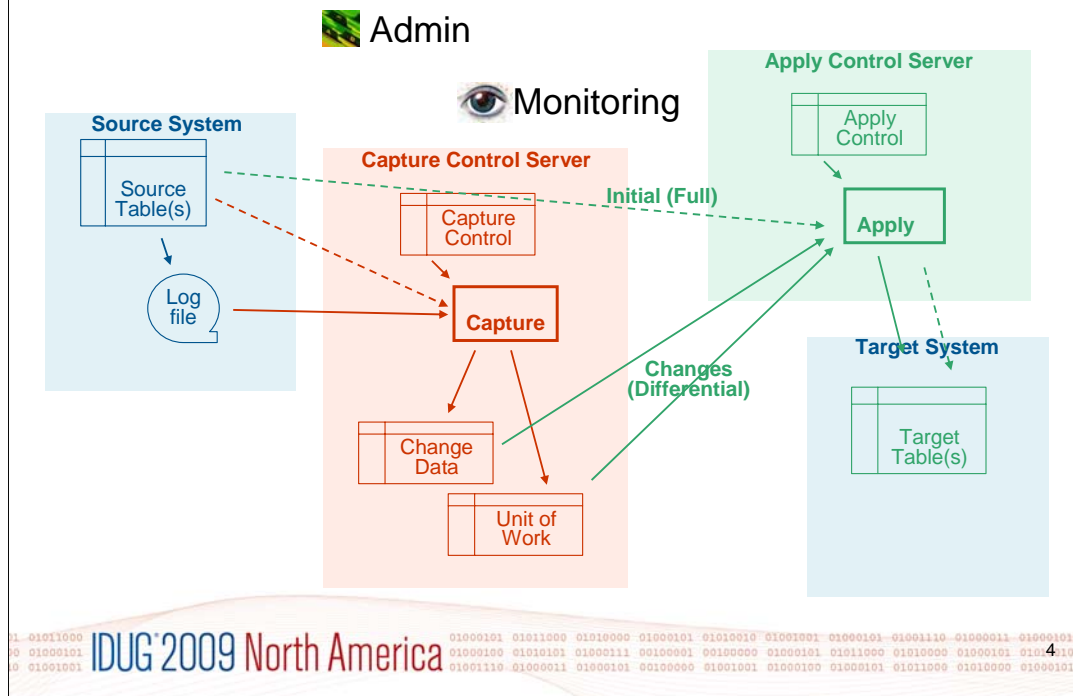 Admin
Monitoring
Apply Control Server
Apply
Control
Apply
Source System
Source
Table(s)
Log
file
Capture Control Server
Capture
Control
Capture
Initial (Full)
Changes
(Differential)
Change
Data
Unit of
Work
Target System
Target
Table(s)
IDUG 2009 North America
4